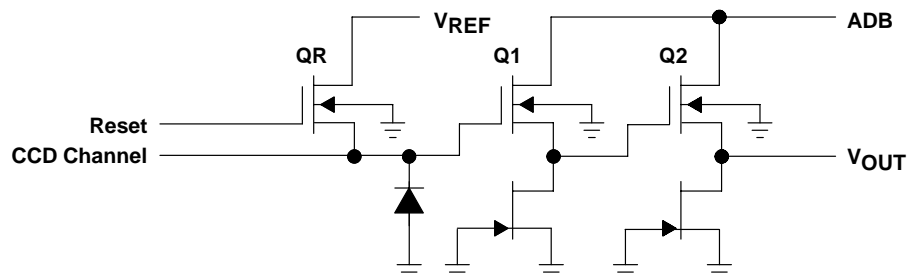 VREF
ADB
QR
Q1
Q2
Reset
CCD Channel
VOUT